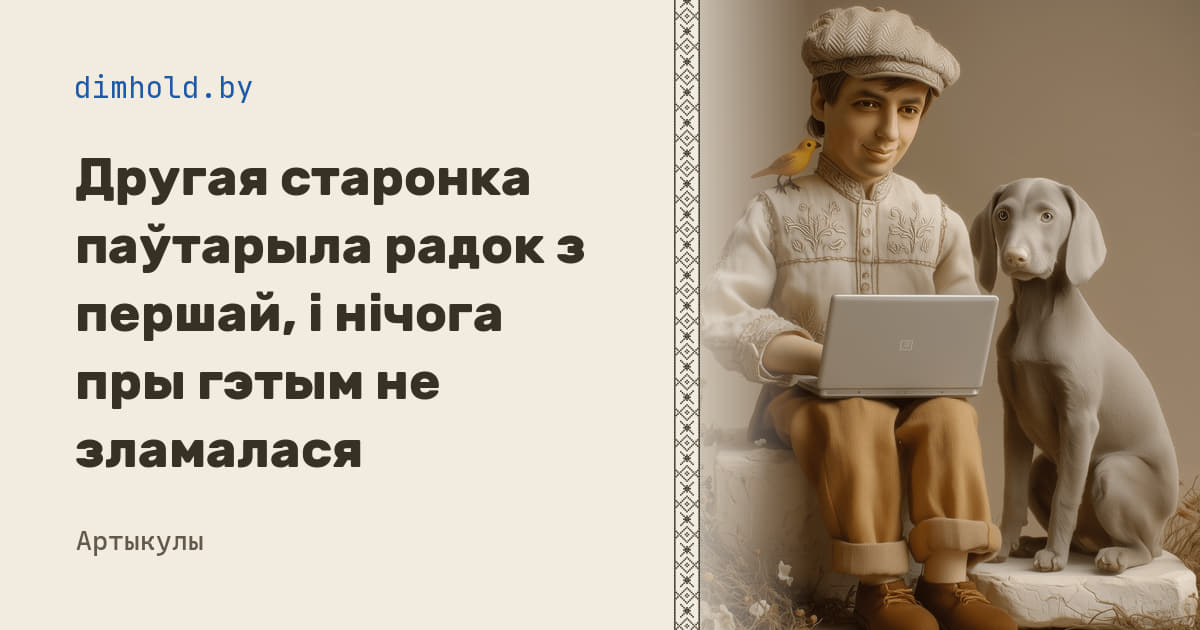 dimhold.by
Другая старонка
паўтарыла радок з
першай, і нічога
пры гэтым не
зламалася
Артыкулы